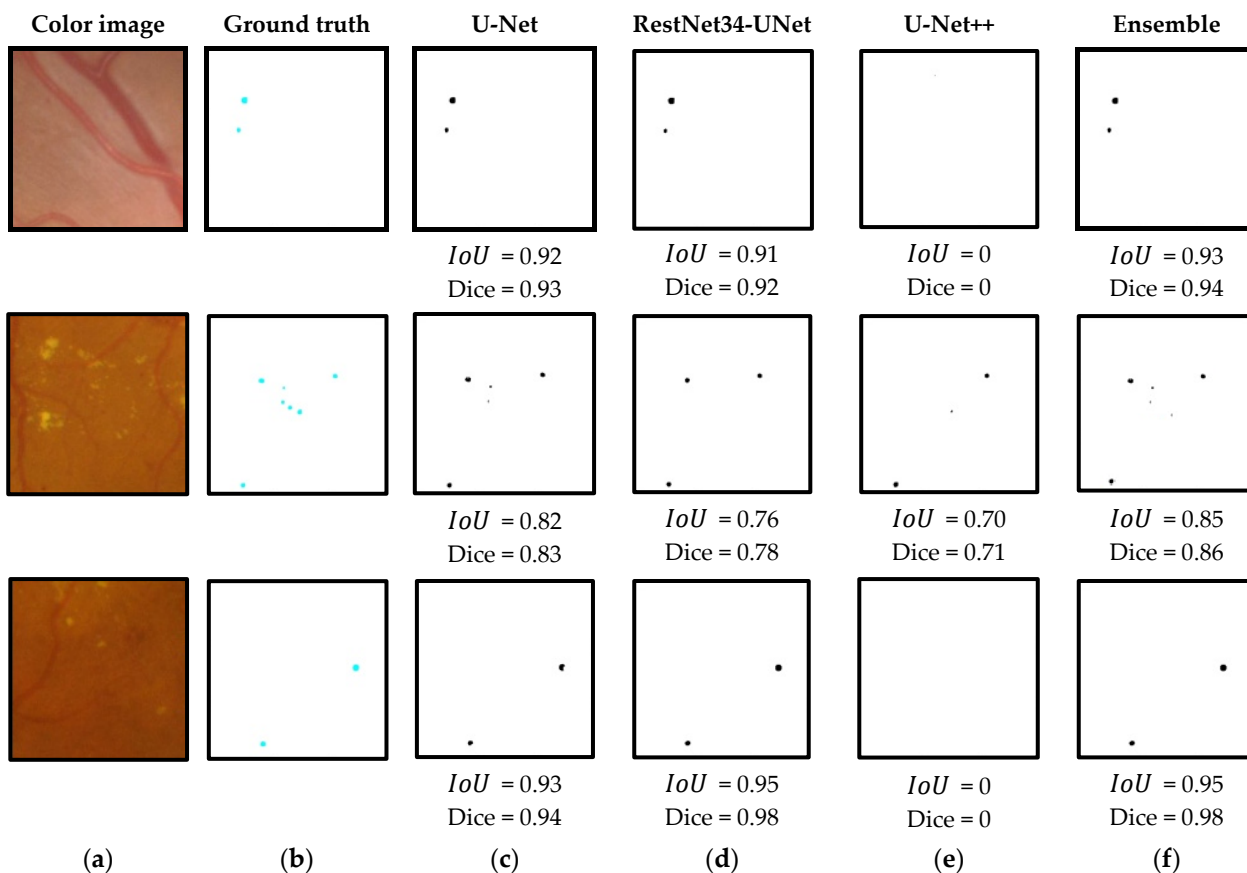 Color image Ground truth U-Net RestNet34-UNet U-Net++ Ensemble
IoU = 0.92 IoU = 0.91 IoU = 0 IoU = 0.93
Dice = 0.93 Dice = 0.92 Dice = 0 Dice = 0.94
IoU = 0.82 IoU = 0.76 IoU = 0.70 IoU = 0.85
Dice = 0.83 Dice = 0.78 Dice = 0.71 Dice = 0.86
IoU = 0.93 IoU = 0.95 IoU = 0 IoU = 0.95
Dice = 0.94 Dice = 0.98 Dice = 0 Dice = 0.98
(a) (b) (c) (d) (e) (f)